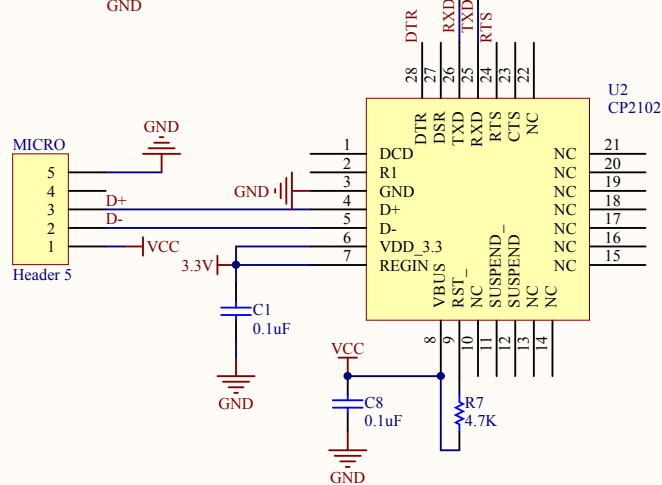 GND
DTR
RXD
TXD
RTS
28
27
26
25
24
23
22
U2
CP2102
DTR
DSR
TXD
RXD
RTS
CTS
NC
MICRO
GND
5
4
3
2
1
D+
D-
VCC
Header 5
GND
1 DCD
2 R1
3 GND
4 D+
5 D-
6 VDD_3.3
7 REGIN
NC 21
NC 20
NC 19
NC 18
NC 17
NC 16
NC 15
3.3V
C1
0.1uF
GND
VBUS
RST_
NC
SUSPEND_
SUSPEND
NC
NC
8
9
10
11
12
13
14
VCC
C8
0.1uF
GND
R7
4.7K